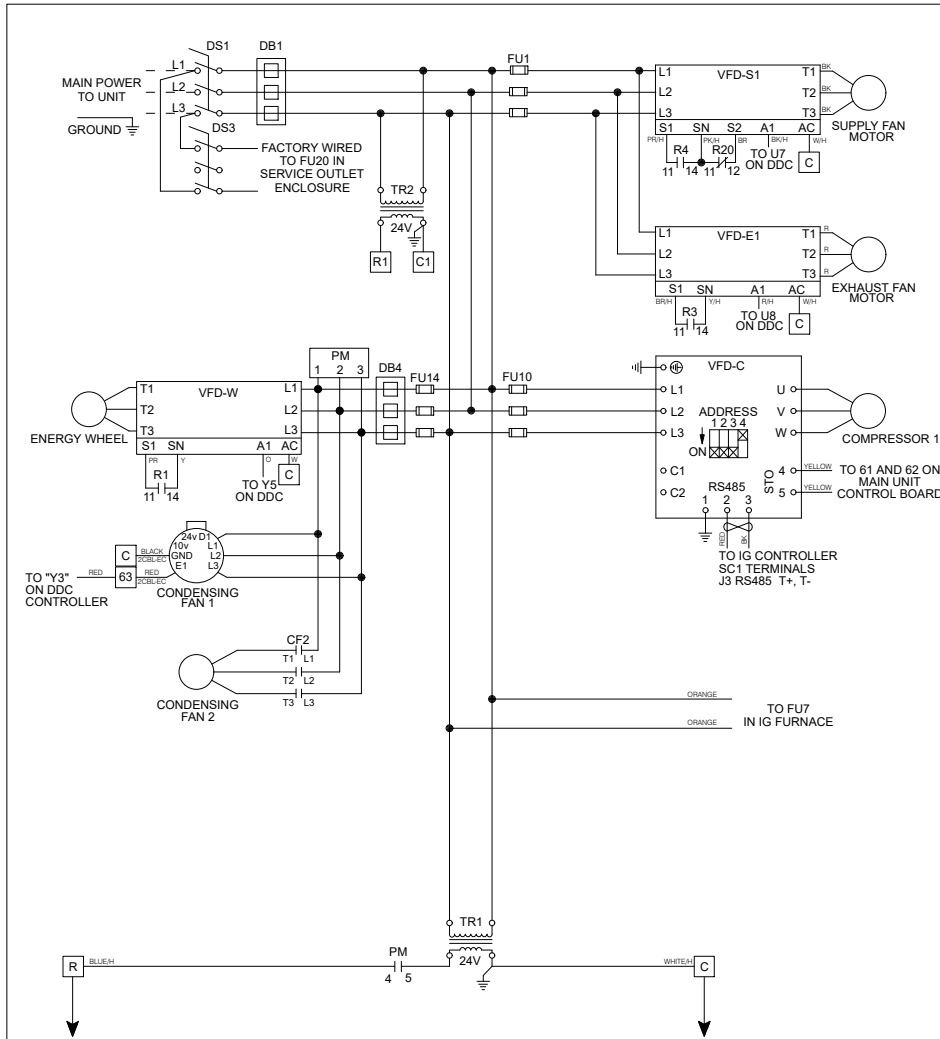 DS1
DB1
FU1
L1
L2
L3
MAIN POWER
TO UNIT
GROUND
DS3
FACTORY WIRED
TO FU20 IN
SERVICE OUTLET
ENCLOSURE
TR2
24V
R1
C1
L1
VFD-S1
T1
BK
L2
T2
BK
L3
T3
BK
S1
SN
S2
A1
AC
PR/H
PK/H
BR
BK/H
W/H
SUPPLY FAN
MOTOR
R4
R20
11
14
11
12
TO U7
ON DDC
C
L1
VFD-E1
T1
R
L2
T2
R
L3
T3
R
S1
SN
A1
AC
BR/H
Y/H
R/H
W/H
EXHAUST FAN
MOTOR
R3
11
14
TO U8
ON DDC
C
PM
1 2 3
DB4
FU14
FU10
T1
VFD-W
L1
T2
L2
T3
L3
ENERGY WHEEL
S1
SN
A1
AC
PR
Y
O
W
R1
11
14
TO Y5
ON DDC
C
VFD-C
L1
L2
L3
ADDRESS
1 2 3 4
ON
U
V
W
COMPRESSOR 1
C1
C2
RS485
1 2 3
STO
4
5
YELLOW
YELLOW
TO 61 AND 62 ON
MAIN UNIT
CONTROL BOARD
RED
BK
TO IG CONTROLLER
SC1 TERMINALS
J3 RS485 T+, T-
24v D1
10v
L1
GND
L2
E1
L3
C
BLACK
2CBL-EC
TO "Y3"
ON DDC
CONTROLLER
RED
63
RED
2CBL-EC
CONDENSING
FAN 1
CF2
T1 L1
T2 L2
T3 L3
CONDENSING
FAN 2
ORANGE
ORANGE
TO FU7
IN IG FURNACE
TR1
24V
R
BLUE/H
PM
4 5
WHITE/H
C